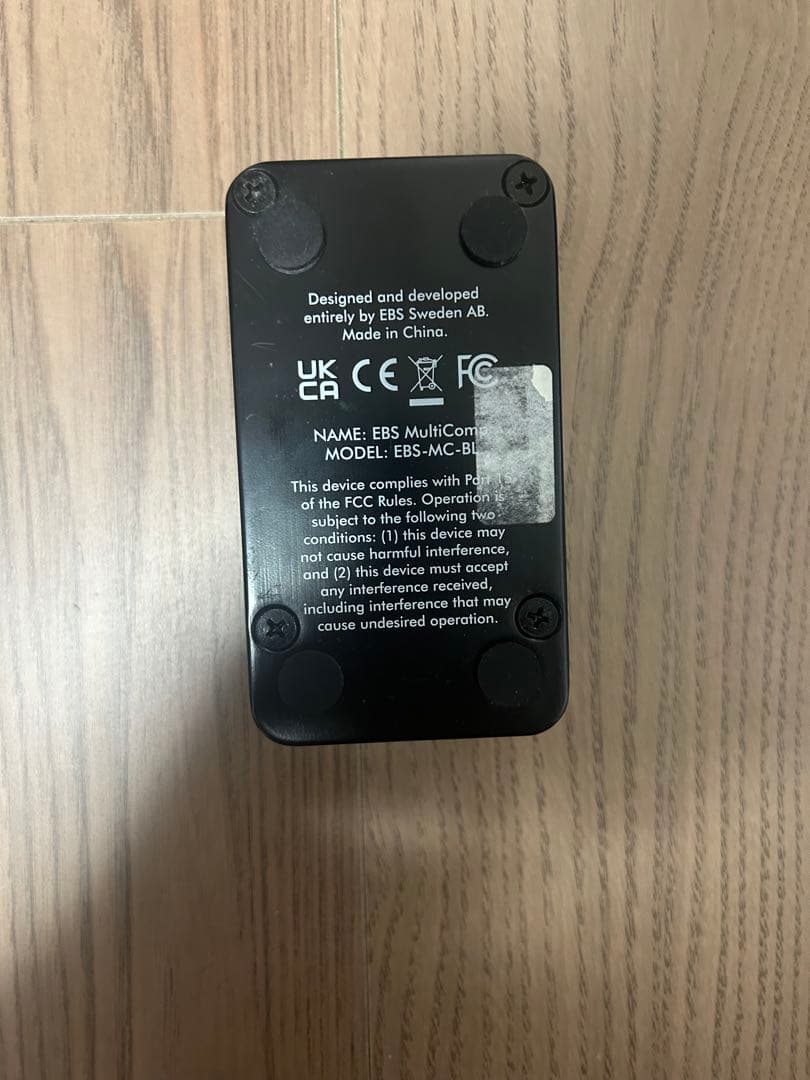 Designed and developed
entirely by EBS Sweden AB.
Made in China.
UK
CA CE FC
NAME: EBS MultiComp
MODEL: EBS-MC-BL
This device complies with Part 15
of the FCC Rules. Operation is
subject to the following two
conditions: (1) this device may
not cause harmful interference,
and (2) this device must accept
any interference received,
including interference that may
cause undesired operation.